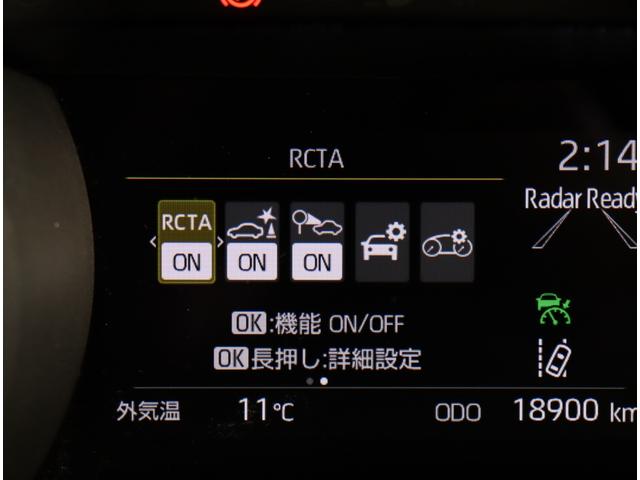 RCTA
2:14
Radar Ready
RCTA
ON
ON
ON
OK:機能 ON/OFF
OK長押し:詳細設定
外気温 11℃
ODO 18900 km